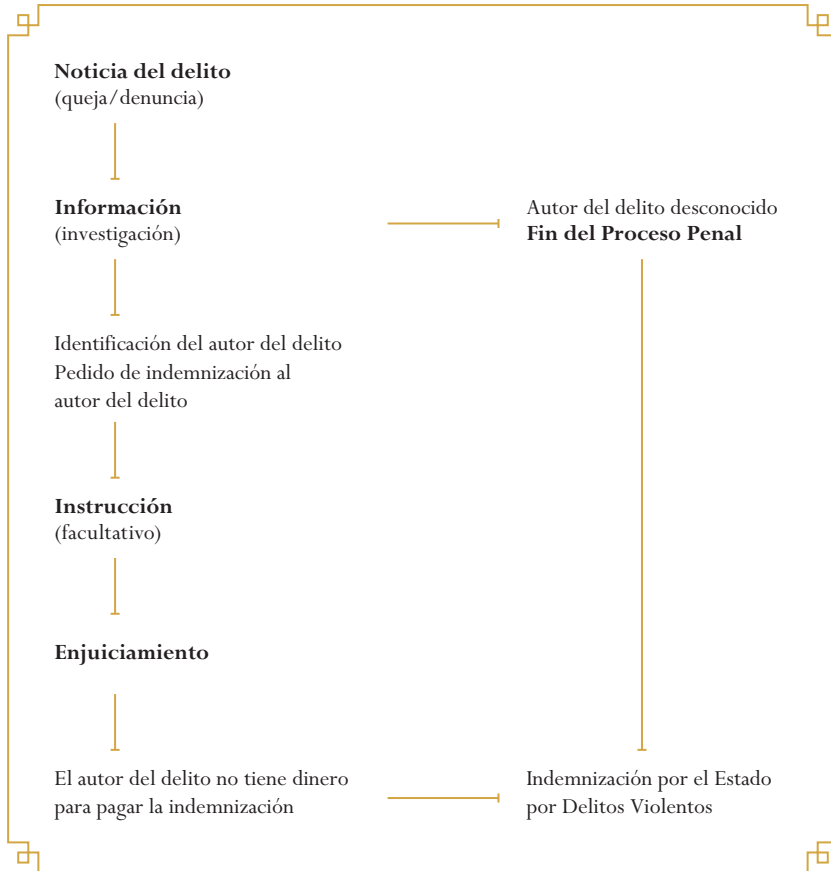 Noticia del delito
(queja/denuncia)
Información
(investigación)
Autor del delito desconocido
Fin del Proceso Penal
Identificación del autor del delito
Pedido de indemnización al
autor del delito
Instrucción
(facultativo)
Enjuiciamiento
El autor del delito no tiene dinero
para pagar la indemnización
Indemnización por el Estado
por Delitos Violentos